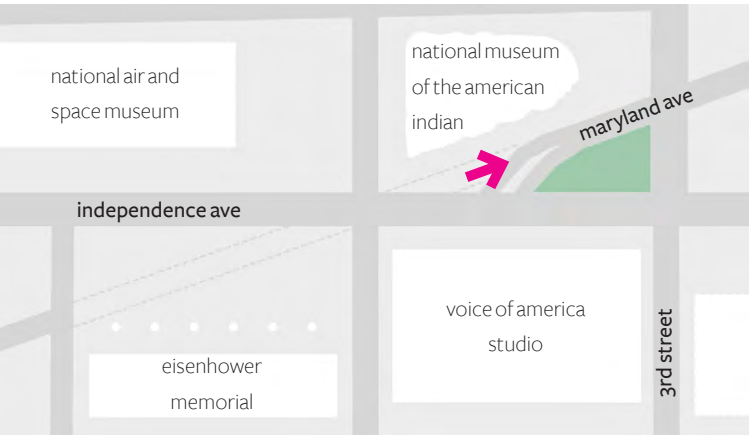 national air and
space museum
national museum
of the american
indian
maryland ave
independence ave
voice of america
studio
3rd street
eisenhower
memorial